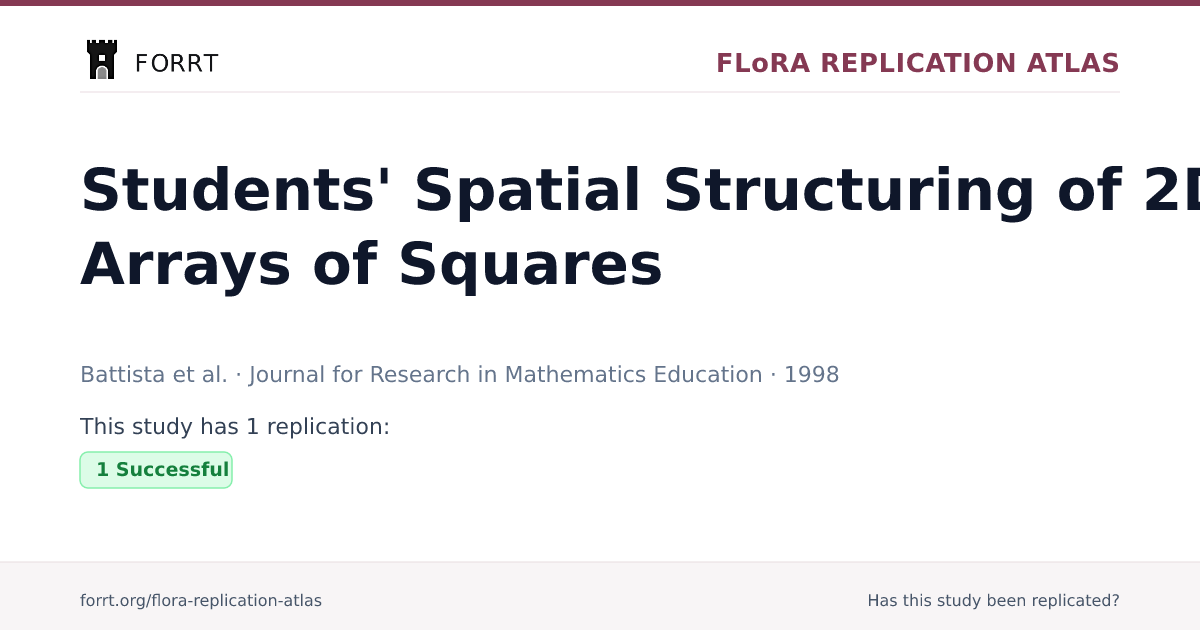 FORRT
FLoRA REPLICATION ATLAS
Students' Spatial Structuring of 2D
Arrays of Squares
Battista et al. · Journal for Research in Mathematics Education · 1998
This study has 1 replication:
1 Successful
forrt.org/flora-replication-atlas
Has this study been replicated?